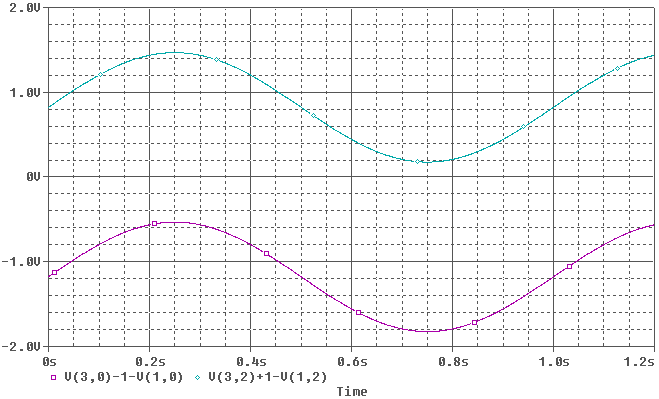 2.0V
1.0V
0V
-1.0V
-2.0V
0s 0.2s 0.4s 0.6s 0.8s 1.0s 1.2s
V(3,0)-1-V(1,0) V(3,2)+1-V(1,2)
Time